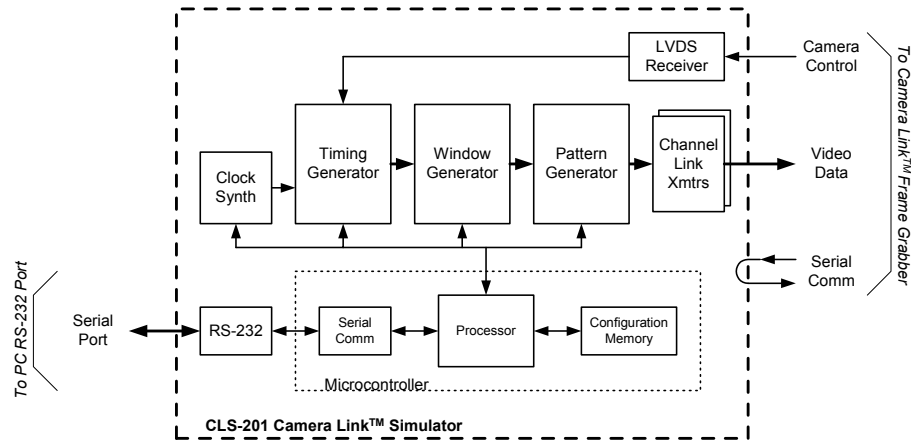 LVDS
Receiver
Camera
Control
To Camera Link™ Frame Grabber
Timing
Generator
Window
Generator
Pattern
Generator
Channel
Link
Xmtrs
Video
Data
Clock
Synth
Serial
Comm
To PC RS-232 Port
Serial
Port
RS-232
Serial
Comm
Processor
Configuration
Memory
Microcontroller
CLS-201 Camera Link™ Simulator